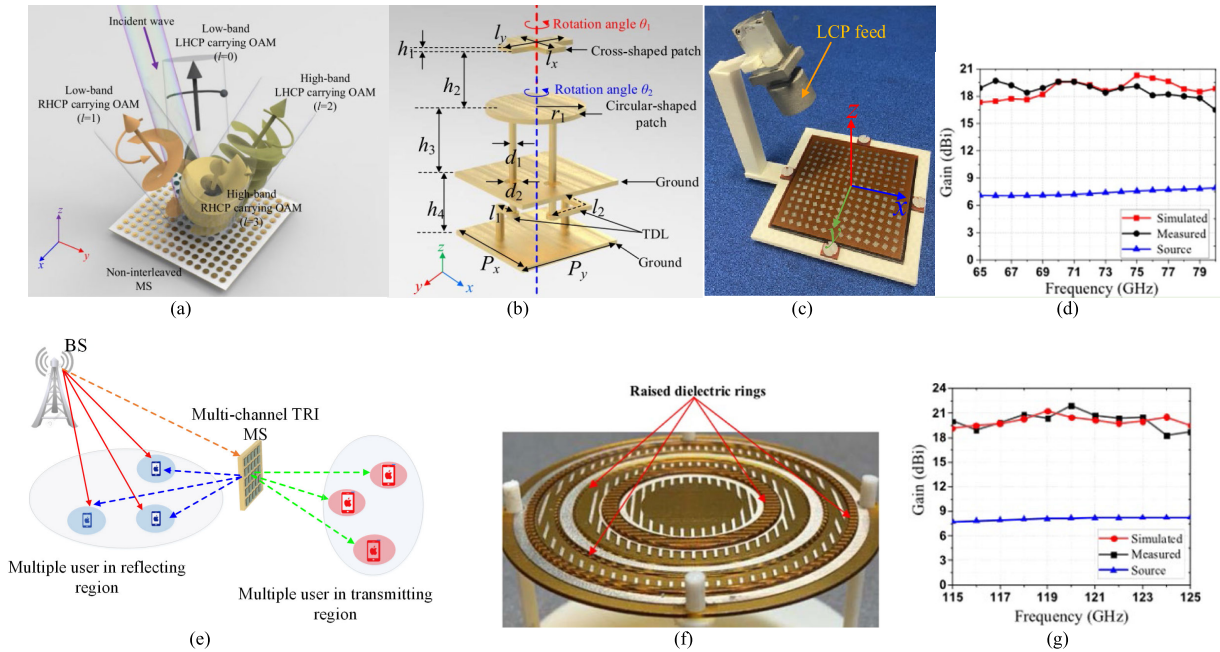 Incident wave
Low-band
LHCP carrying OAM
(l=0)
High-band
LHCP carrying OAM
(l=2)
Low-band
RHCP carrying OAM
(l=1)
High-band
RHCP carrying OAM
(l=3)
Non-interleaved
MS
z
x
y
(a)
Rotation angle θ1
ly
lx
Cross-shaped patch
h1
h2
Rotation angle θ2
r1
Circular-shaped
patch
h3
d1
d2
Ground
h4
l1
l2
TDL
Ground
Px
Py
z
y
x
(b)
LCP feed
z
x
(c)
Gain (dBi)
21
18
15
12
9
6
3
0
Simulated
Measured
Source
65 67 69 71 73 75 77 79
Frequency (GHz)
(d)
BS
Multi-channel TRI
MS
Multiple user in reflecting
region
Multiple user in transmitting
region
(e)
Raised dielectric rings
(f)
Gain (dBi)
24
21
18
15
12
9
6
3
0
Simulated
Measured
Source
115 117 119 121 123 125
Frequency (GHz)
(g)